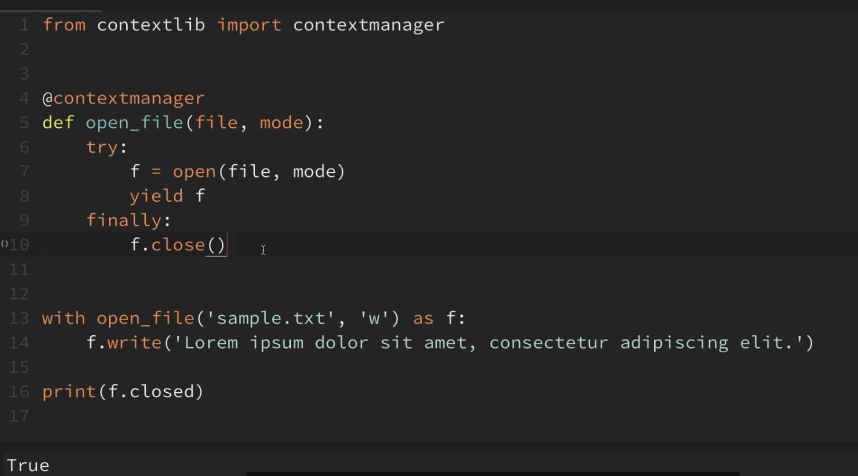 1 from contextlib import contextmanager
2
3
4 @contextmanager
5 def open_file(file, mode):
6     try:
7         f = open(file, mode)
8         yield f
9     finally:
10         f.close()
11
12
13 with open_file('sample.txt', 'w') as f:
14     f.write('Lorem ipsum dolor sit amet, consectetur adipiscing elit.')
15
16 print(f.closed)
17
True